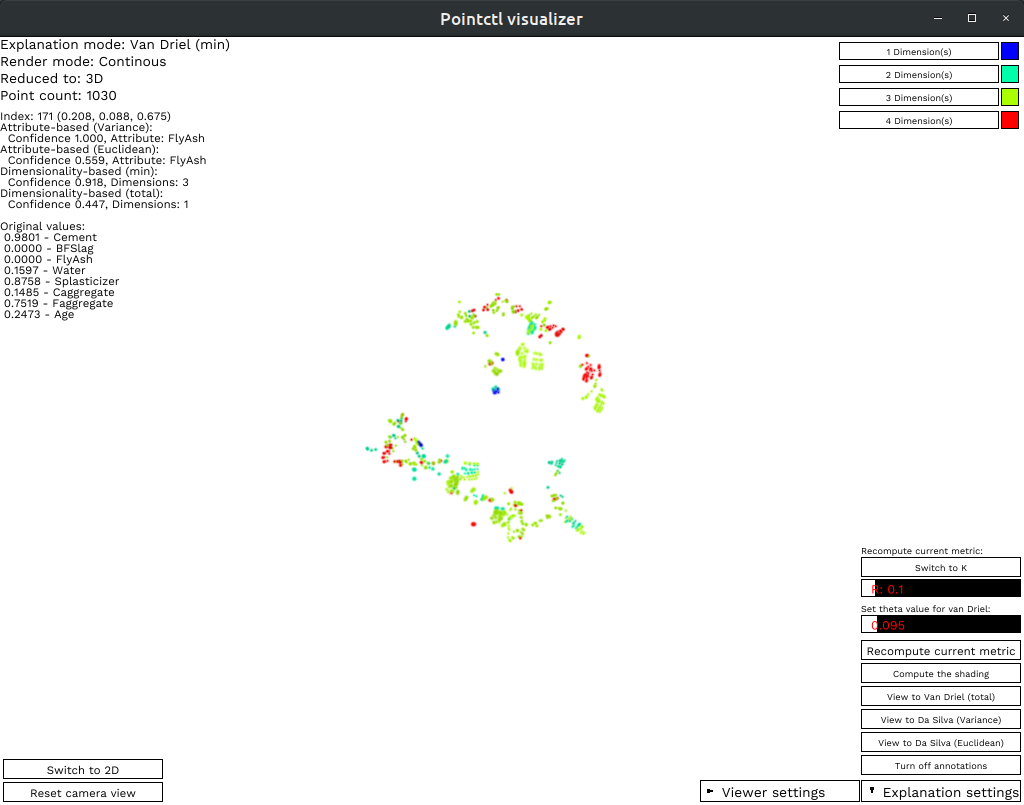 Pointctl visualizer
Explanation mode: Van Driel (min)
Render mode: Continous
Reduced to: 3D
Point count: 1030
Index: 171 (0.208, 0.088, 0.675)
Attribute-based (Variance):
Confidence 1.000, Attribute: FlyAsh
Attribute-based (Euclidean):
Confidence 0.559, Attribute: FlyAsh
Dimensionality-based (min):
Confidence 0.918, Dimensions: 3
Dimensionality-based (total):
Confidence 0.447, Dimensions: 1
Original values:
0.9801 - Cement
0.0000 - BFSlag
0.0000 - FlyAsh
0.1597 - Water
0.8758 - Splasticizer
0.1485 - Caggregate
0.7519 - Faggregate
0.2473 - Age
1 Dimension(s)
2 Dimension(s)
3 Dimension(s)
4 Dimension(s)
Recompute current metric:
Switch to K
R: 0.1
Set theta value for van Driel:
0.095
Recompute current metric
Compute the shading
View to Van Driel (total)
View to Da Silva (Variance)
View to Da Silva (Euclidean)
Turn off annotations
Switch to 2D
Reset camera view
Viewer settings
Explanation settings